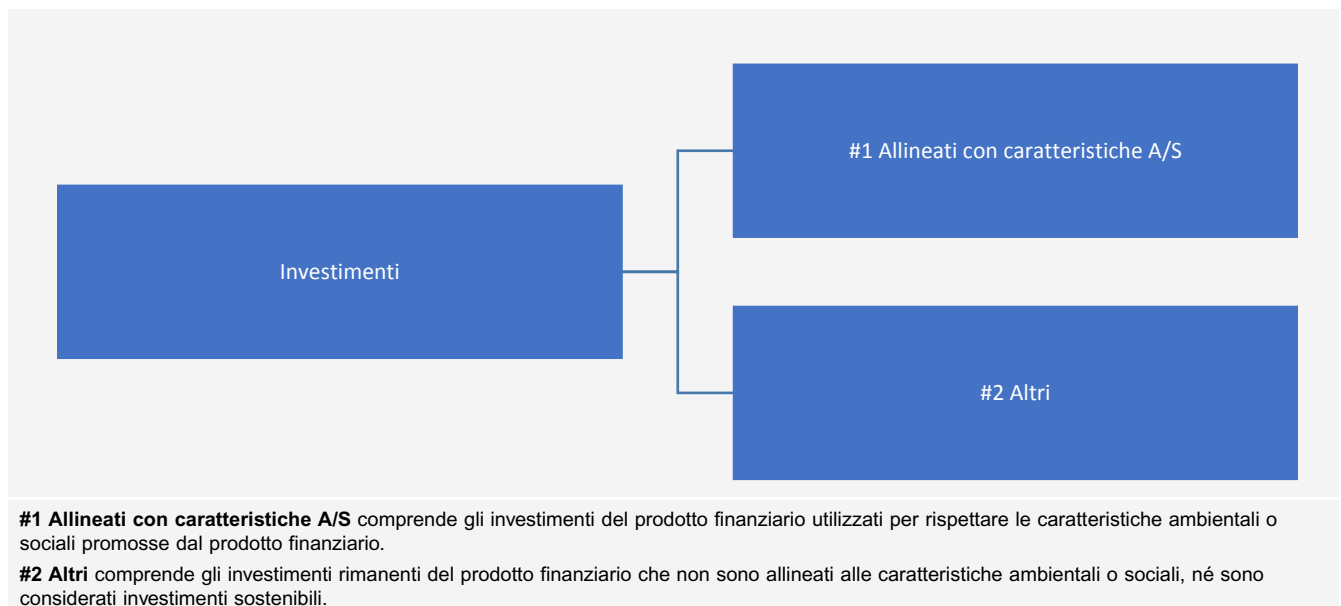 #1 Allineati con caratteristiche A/S
Investimenti
#2 Altri
#1 Allineati con caratteristiche A/S comprende gli investimenti del prodotto finanziario utilizzati per rispettare le caratteristiche ambientali o
sociali promosse dal prodotto finanziario.
#2 Altri comprende gli investimenti rimanenti del prodotto finanziario che non sono allineati alle caratteristiche ambientali o sociali, né sono
considerati investimenti sostenibili.